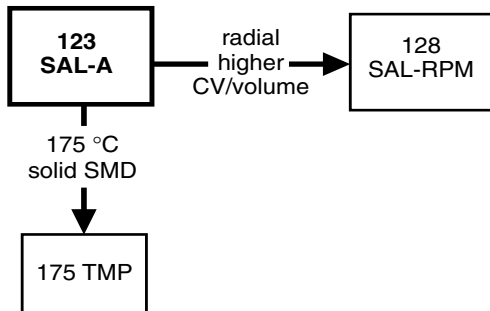 123
SAL-A
radial
higher
CV/volume
128
SAL-RPM
175 °C
solid SMD
175 TMP